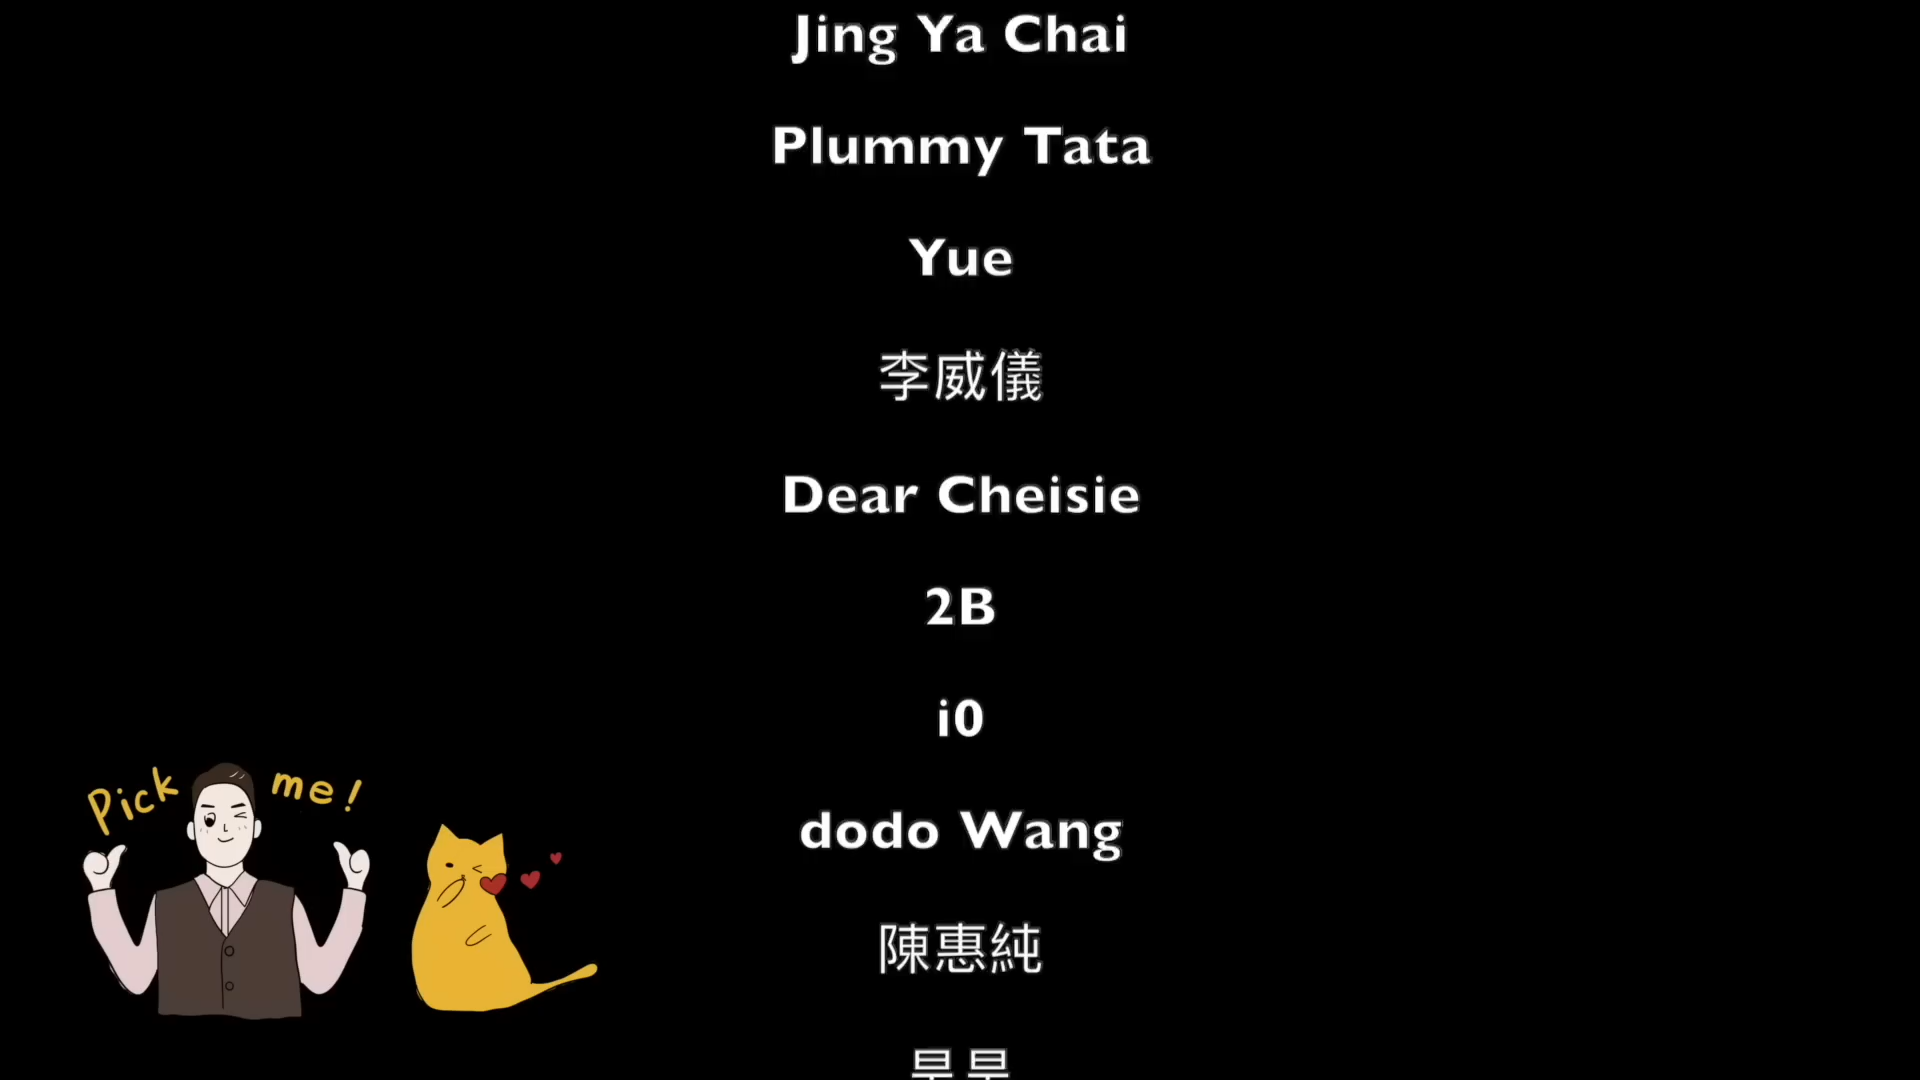 Jing Ya Chai
Plummy Tata
Yue
李威儀
Dear Cheisie
2B
i0
dodo Wang
Pick me!
陳惠純